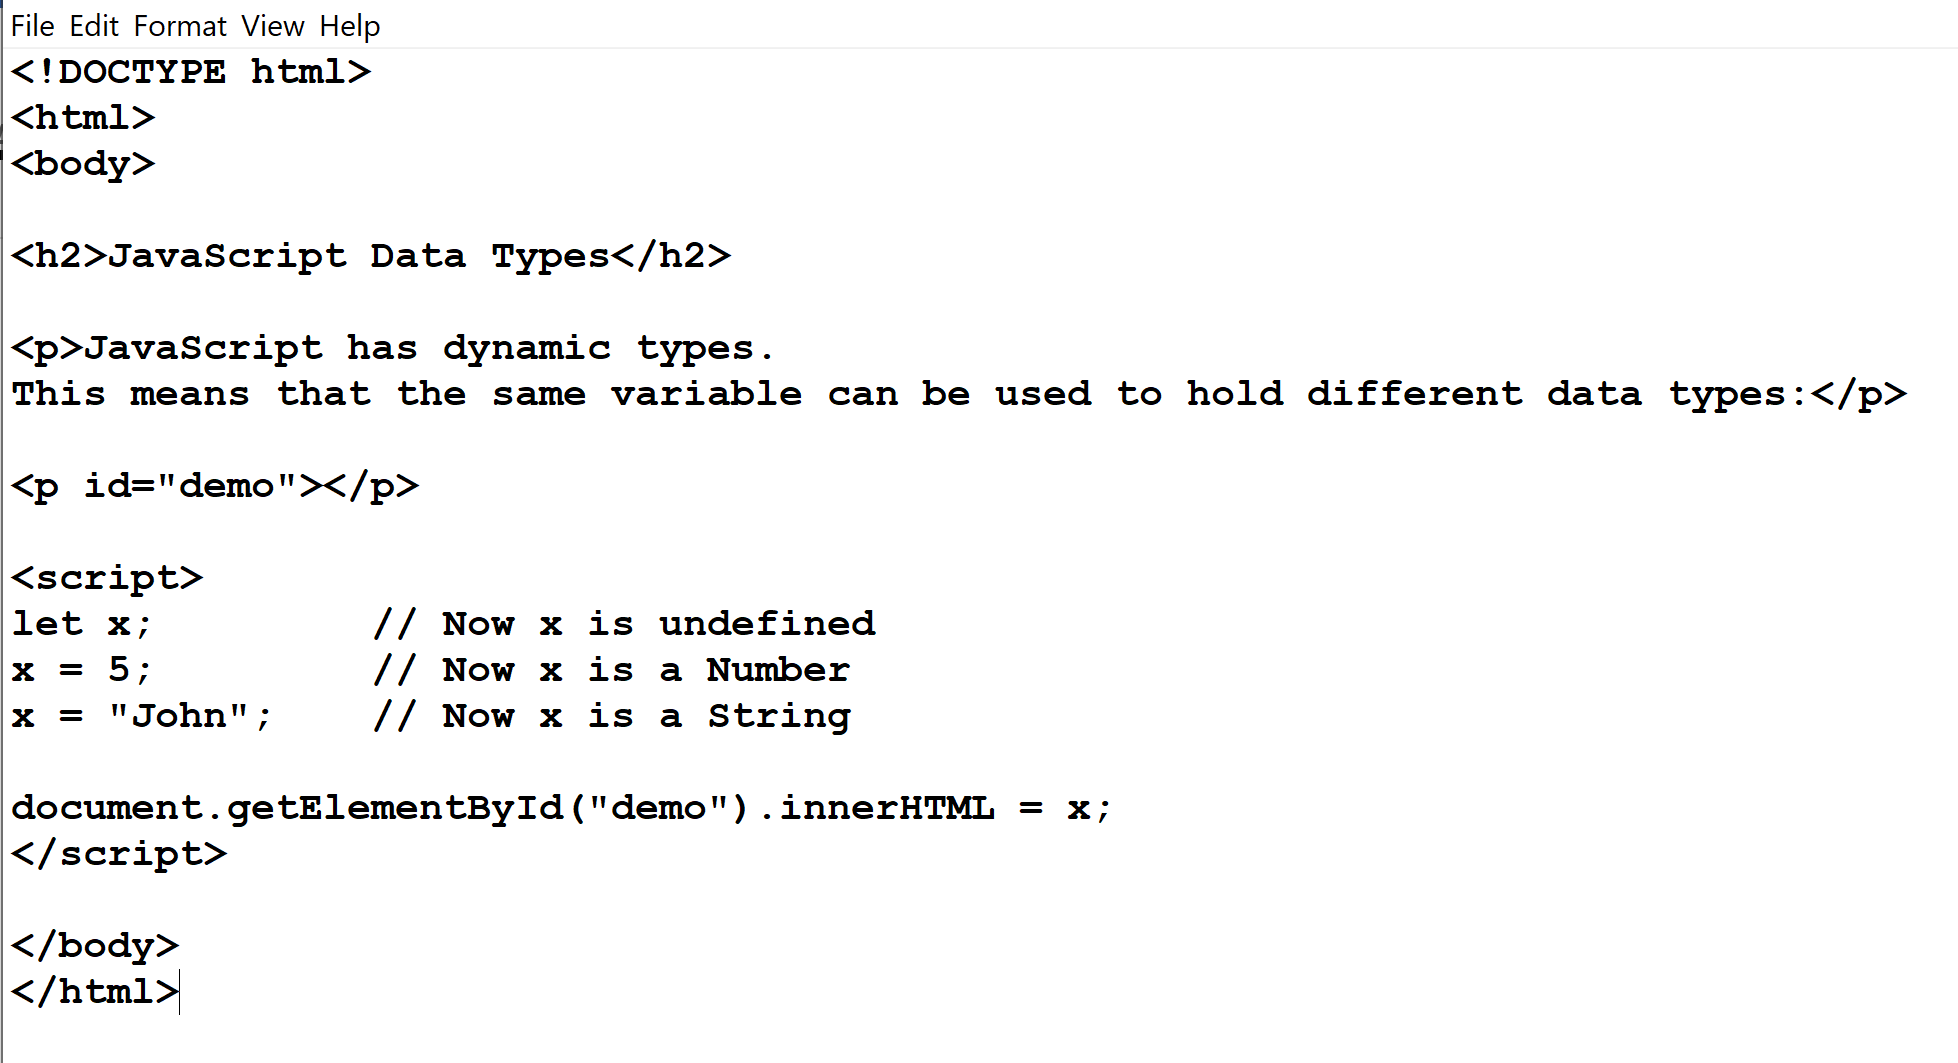 File Edit Format View Help
<!DOCTYPE html>
<html>
<body>
<h2>JavaScript Data Types</h2>
<p>JavaScript has dynamic types.
This means that the same variable can be used to hold different data types:</p>
<p id="demo"></p>
<script>
let x;         // Now x is undefined
x = 5;         // Now x is a Number
x = "John";    // Now x is a String
document.getElementById("demo").innerHTML = x;
</script>
</body>
</html>